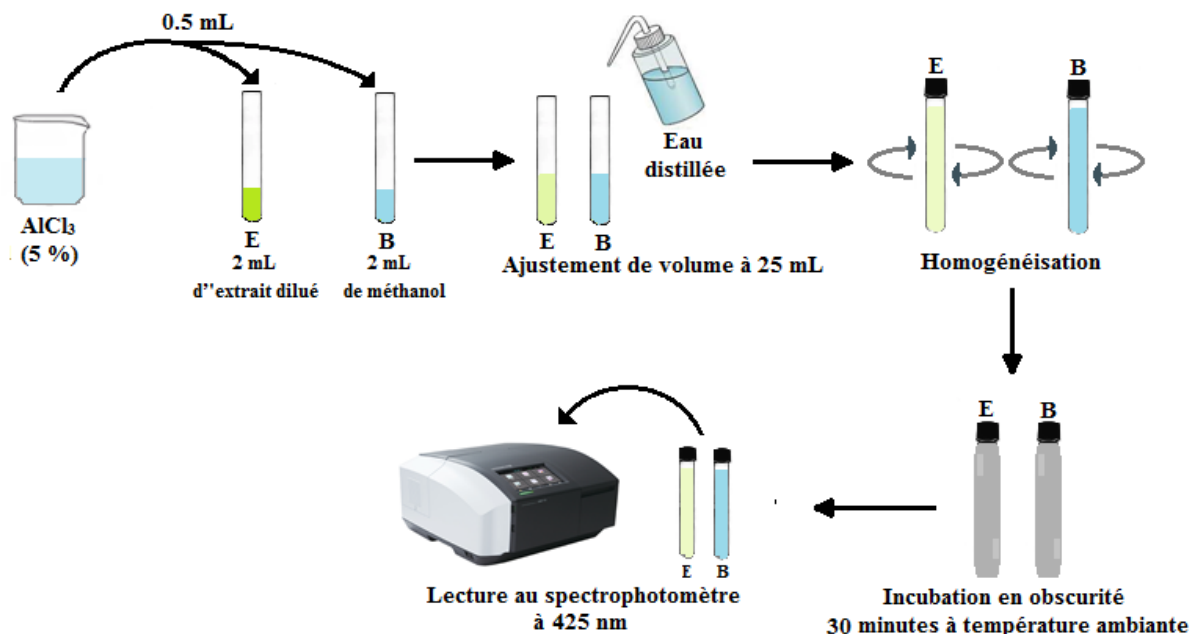 0.5 mL
AlCl₃
(5 %)
E
2 mL
d''extrait dilué
B
2 mL
de méthanol
Eau
distillée
E
B
Ajustement de volume à 25 mL
E
B
Homogénéisation
E
B
Incubation en obscurité
30 minutes à température ambiante
E
B
Lecture au spectrophotomètre
à 425 nm